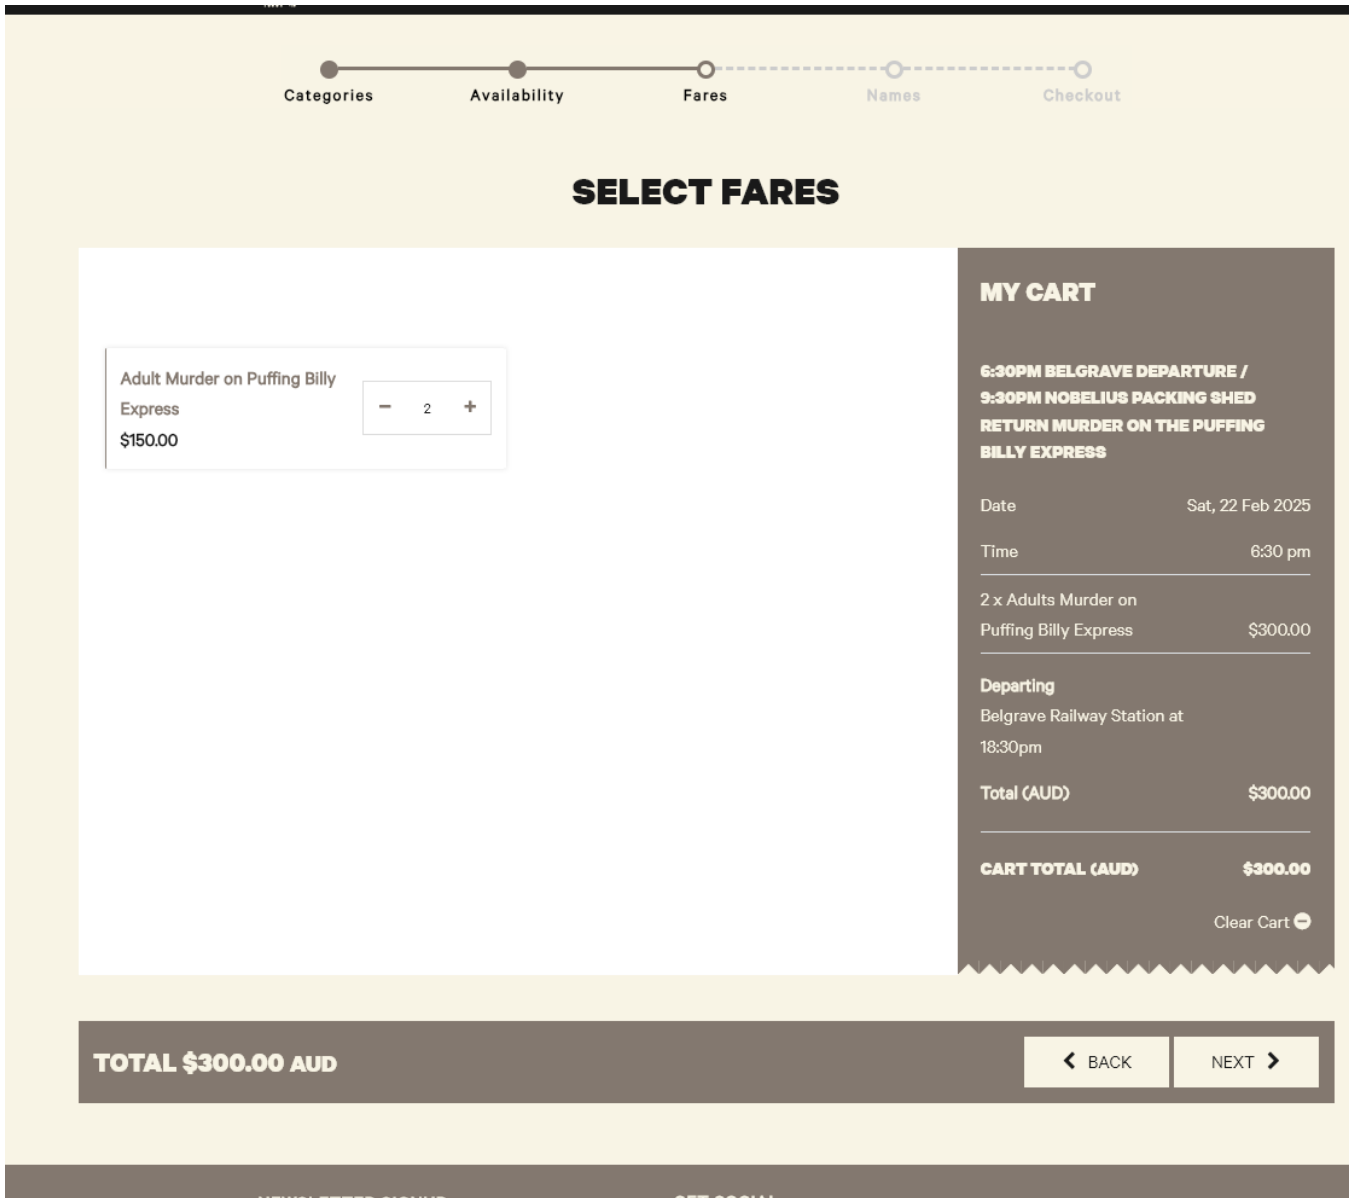 Categories
Availability
Fares
Names
Checkout
SELECT FARES
Adult Murder on Puffing Billy
Express
$150.00
2
MY CART
6:30PM BELGRAVE DEPARTURE /
9:30PM NOBELIUS PACKING SHED
RETURN MURDER ON THE PUFFING
BILLY EXPRESS
Date Sat, 22 Feb 2025
Time 6:30 pm
2 x Adults Murder on
Puffing Billy Express $300.00
Departing
Belgrave Railway Station at
18:30pm
Total (AUD) $300.00
CART TOTAL (AUD) $300.00
Clear Cart
TOTAL $300.00 AUD
BACK
NEXT
NEWSLETTER SIGNUP
GET SOCIAL